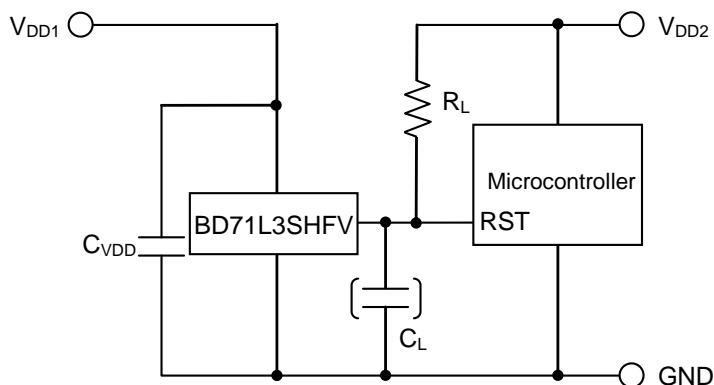 VDD1
VDD2
RL
Microcontroller
BD71L3SHFV
RST
CVDD
CL
GND